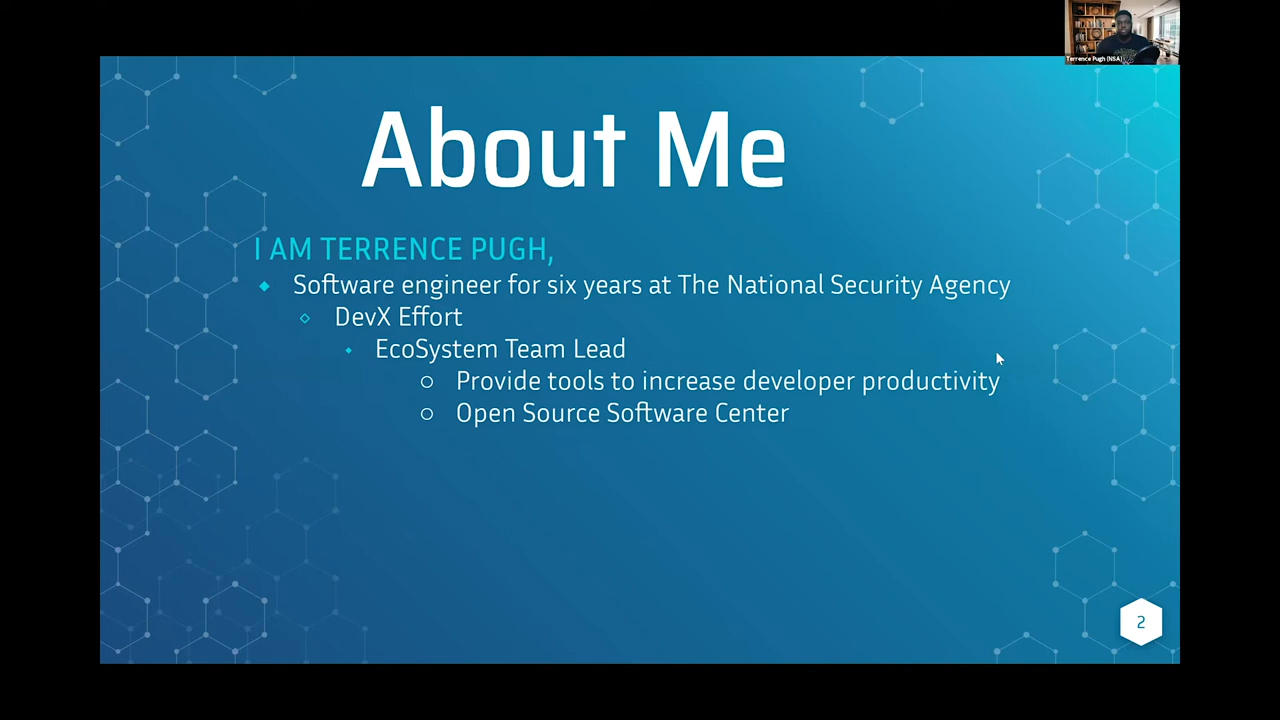 Terrence Pugh (NSA)
About Me
I AM TERRENCE PUGH,
Software engineer for six years at The National Security Agency
DevX Effort
EcoSystem Team Lead
Provide tools to increase developer productivity
Open Source Software Center
2